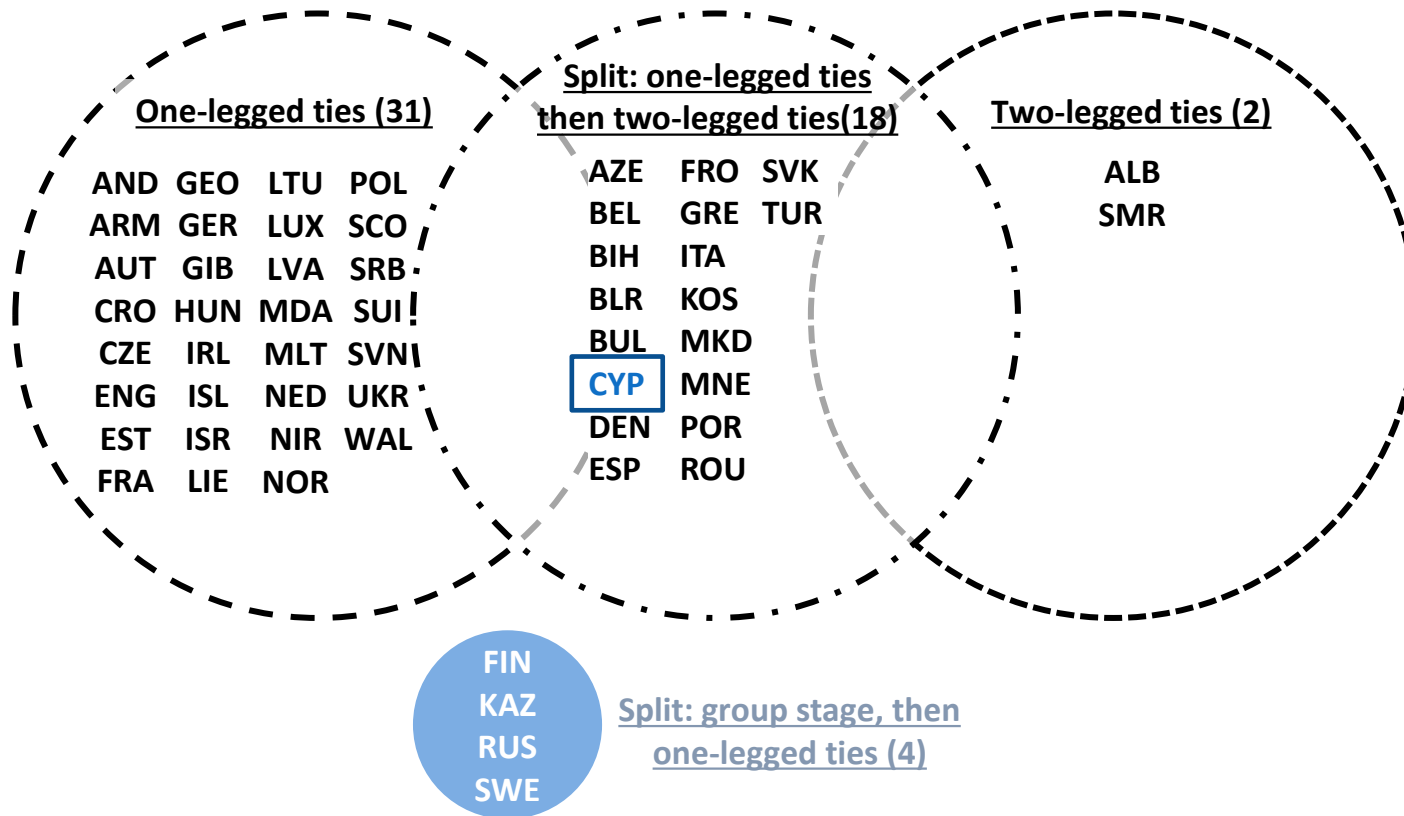 One-legged ties (31)
AND GEO LTU POL
ARM GER LUX SCO
AUT GIB LVA SRB
CRO HUN MDA SUI
CZE IRL MLT SVN
ENG ISL NED UKR
EST ISR NIR WAL
FRA LIE NOR
Split: one-legged ties
then two-legged ties(18)
AZE FRO SVK
BEL GRE TUR
BIH ITA
BLR KOS
BUL MKD
CYP MNE
DEN POR
ESP ROU
Two-legged ties (2)
ALB
SMR
FIN
KAZ
RUS
SWE
Split: group stage, then
one-legged ties (4)